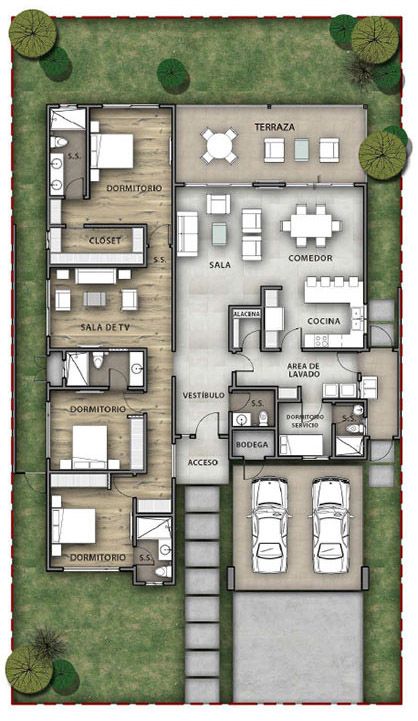 TERRAZA
S.S.
DORMITORIO
CLÓSET
S.S.
SALA
COMEDOR
ALACENA
COCINA
SALA DE TV
AREA DE
LAVADO
VESTÍBULO
S.S.
S.S.
DORMITORIO
DORMITORIO
SERVICIO
S.S.
BODEGA
ACCESO
DORMITORIO
S.S.